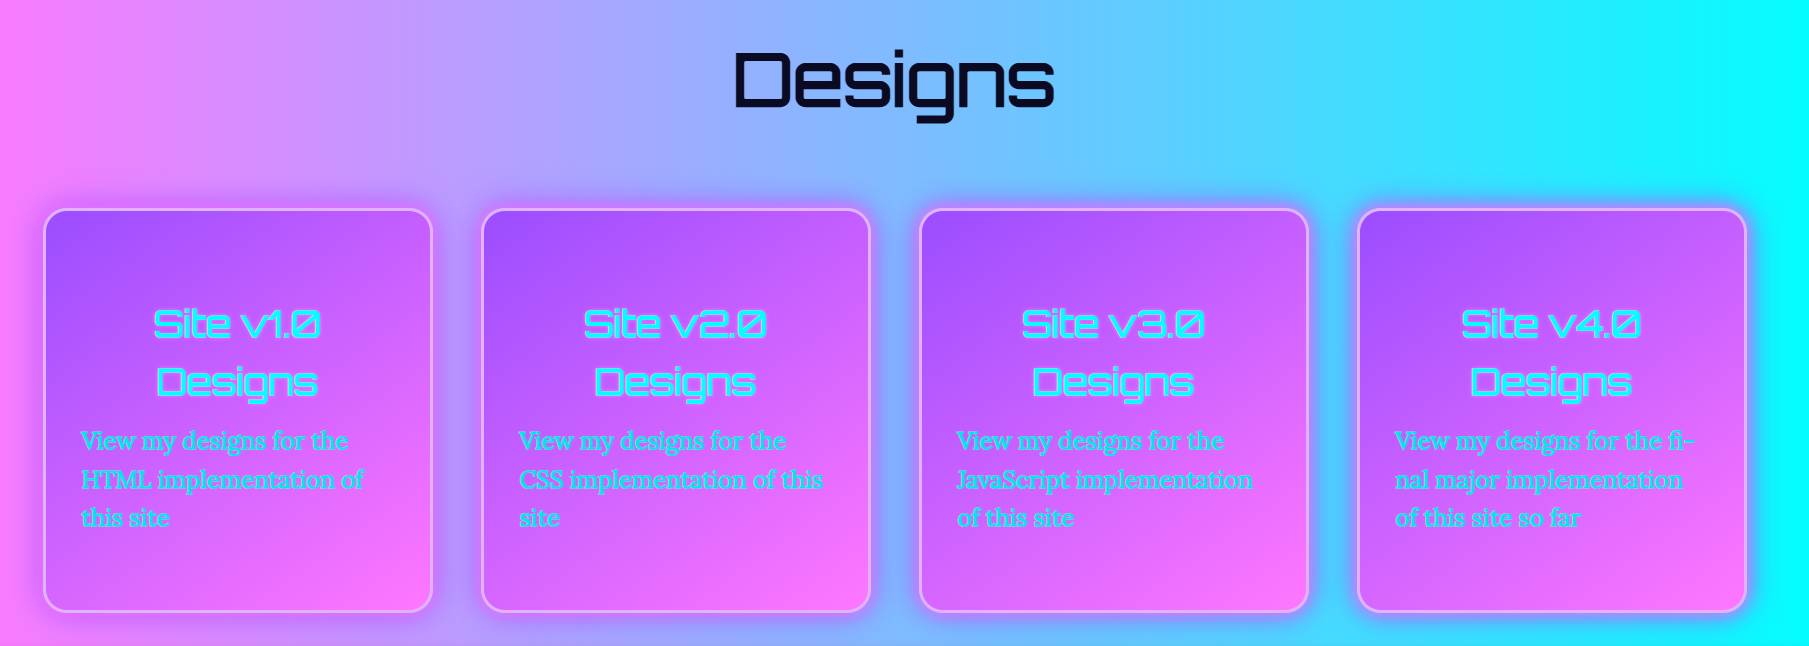 Designs
Site v1.0
Designs
View my designs for the
HTML implementation of
this site
Site v2.0
Designs
View my designs for the
CSS implementation of this
site
Site v3.0
Designs
View my designs for the
JavaScript implementation
of this site
Site v4.0
Designs
View my designs for the fi-
nal major implementation
of this site so far